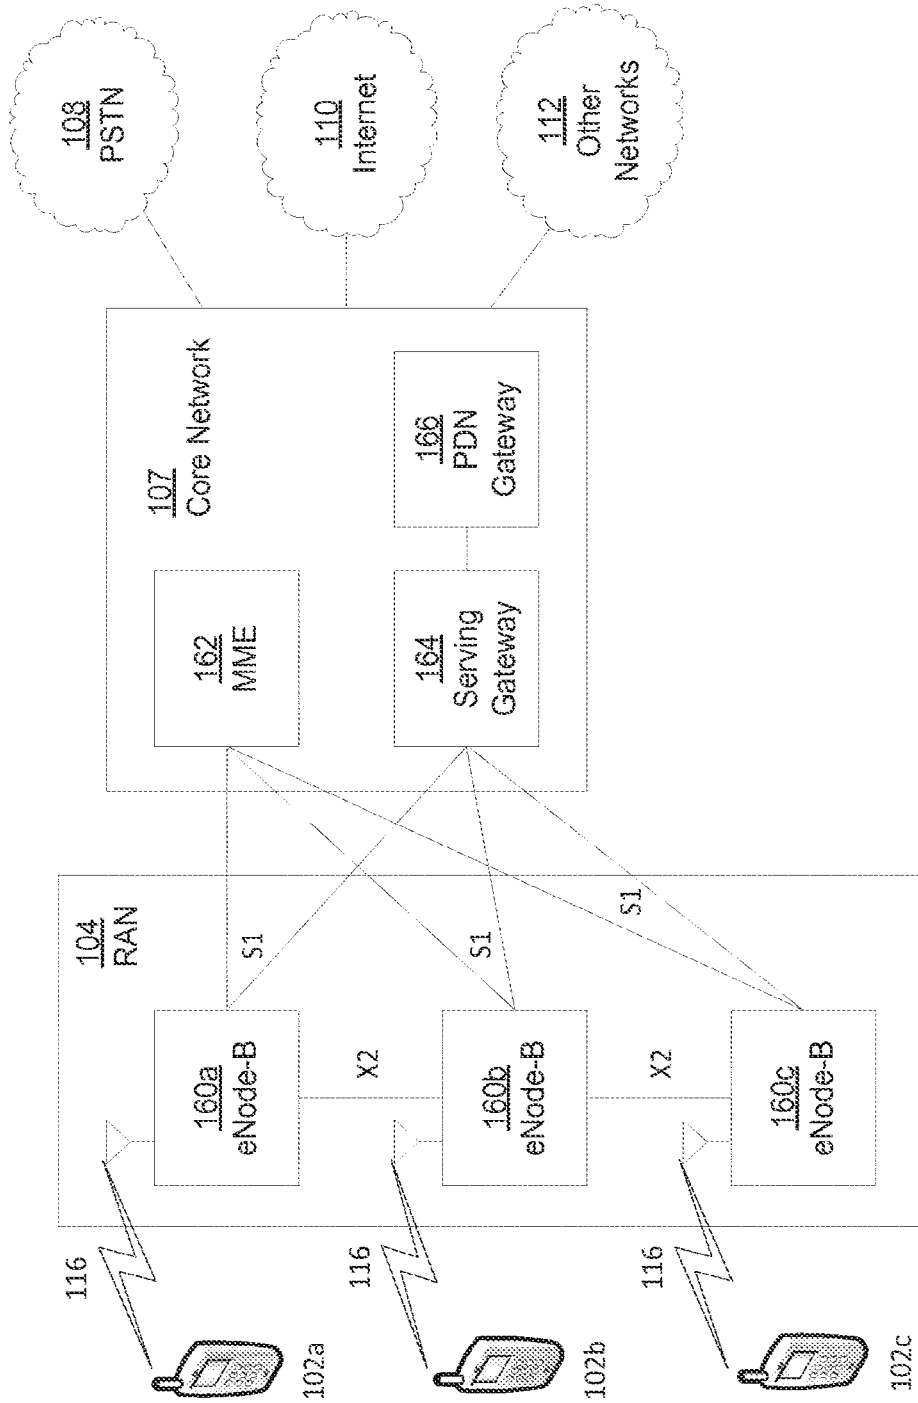 102a
116
104
RAN
160a
eNode-B
S1
X2
107
Core Network
162
MME
108
PSTN
102b
116
160b
eNode-B
S1
X2
164
Serving
Gateway
166
PDN
Gateway
110
Internet
102c
116
160c
eNode-B
S1
112
Other
Networks